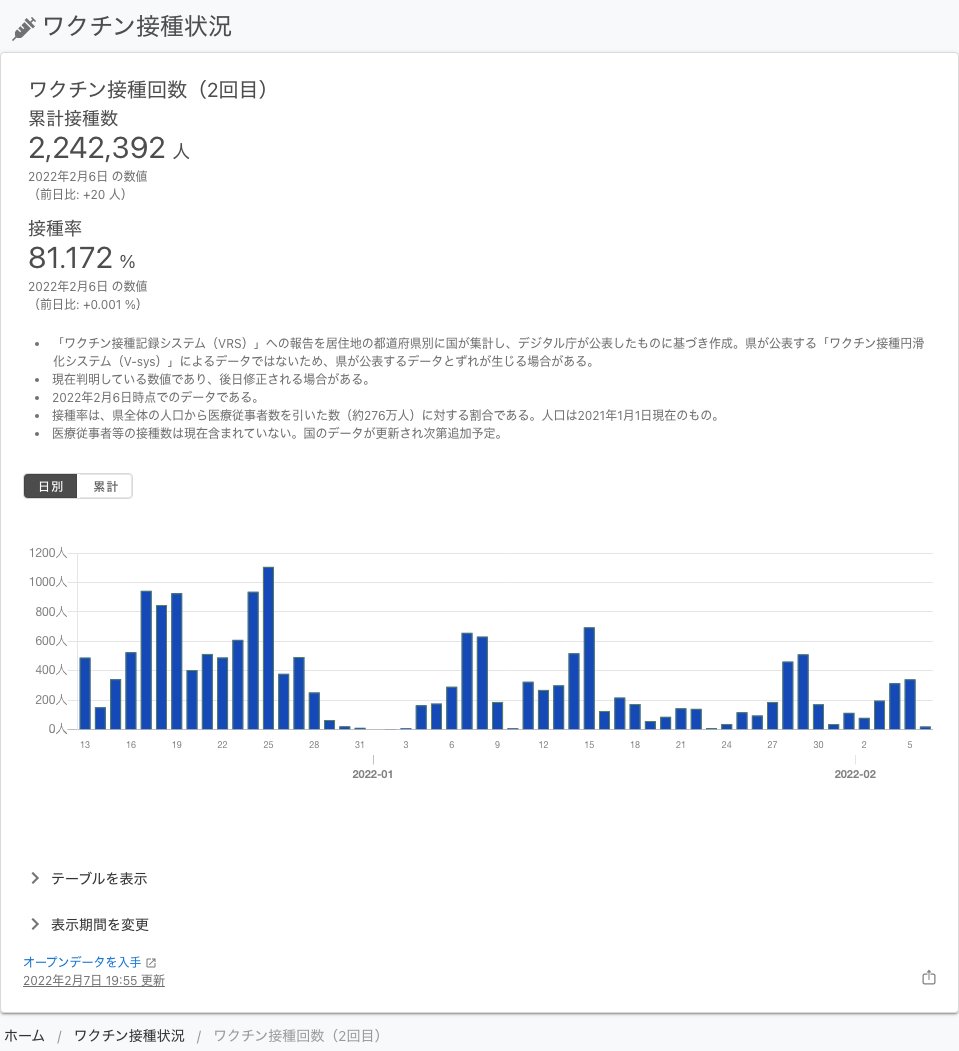 ワクチン接種状況
ワクチン接種回数（2回目）
累計接種数
2,242,392 人
2022年2月6日 の数値
（前日比: +20 人）
接種率
81.172 %
2022年2月6日 の数値
（前日比: +0.001 %）
• 「ワクチン接種記録システム（VRS）」への報告を居住地の都道府県別に国が集計し、デジタル庁が公表したものに基づき作成。県が公表する「ワクチン接種円滑
化システム（V-sys）」によるデータではないため、県が公表するデータとずれが生じる場合がある。
• 現在判明している数値であり、後日修正される場合がある。
• 2022年2月6日時点でのデータである。
• 接種率は、県全体の人口から医療従事者数を引いた数（約276万人）に対する割合である。人口は2021年1月1日現在のもの。
• 医療従事者等の接種数は現在含まれていない。国のデータが更新され次第追加予定。
日別 累計
1200人
1000人
800人
600人
400人
200人
0人
13 16 19 22 25 28 31 3 6 9 12 15 18 21 24 27 30 2 5
2022-01 2022-02
テーブルを表示
表示期間を変更
オープンデータを入手
2022年2月7日 19:55 更新
ホーム / ワクチン接種状況 / ワクチン接種回数（2回目）